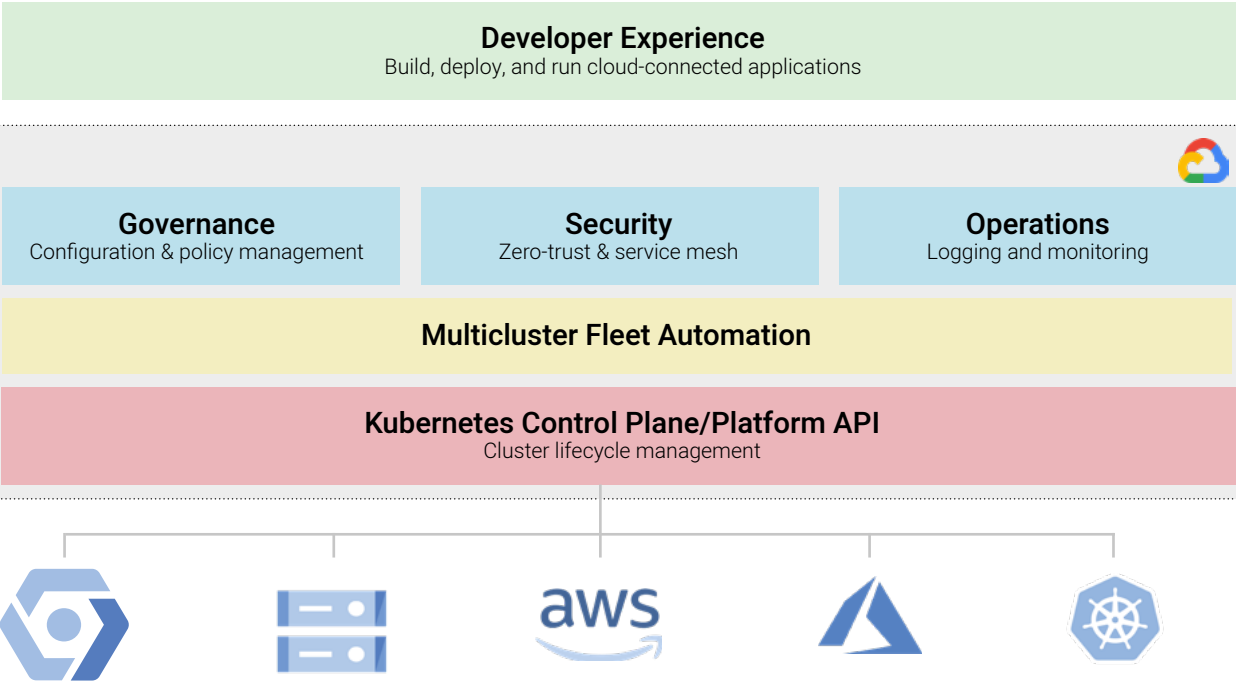 Developer Experience
Build, deploy, and run cloud-connected applications
Governance
Configuration & policy management
Security
Zero-trust & service mesh
Operations
Logging and monitoring
Multicluster Fleet Automation
Kubernetes Control Plane/Platform API
Cluster lifecycle management
aws